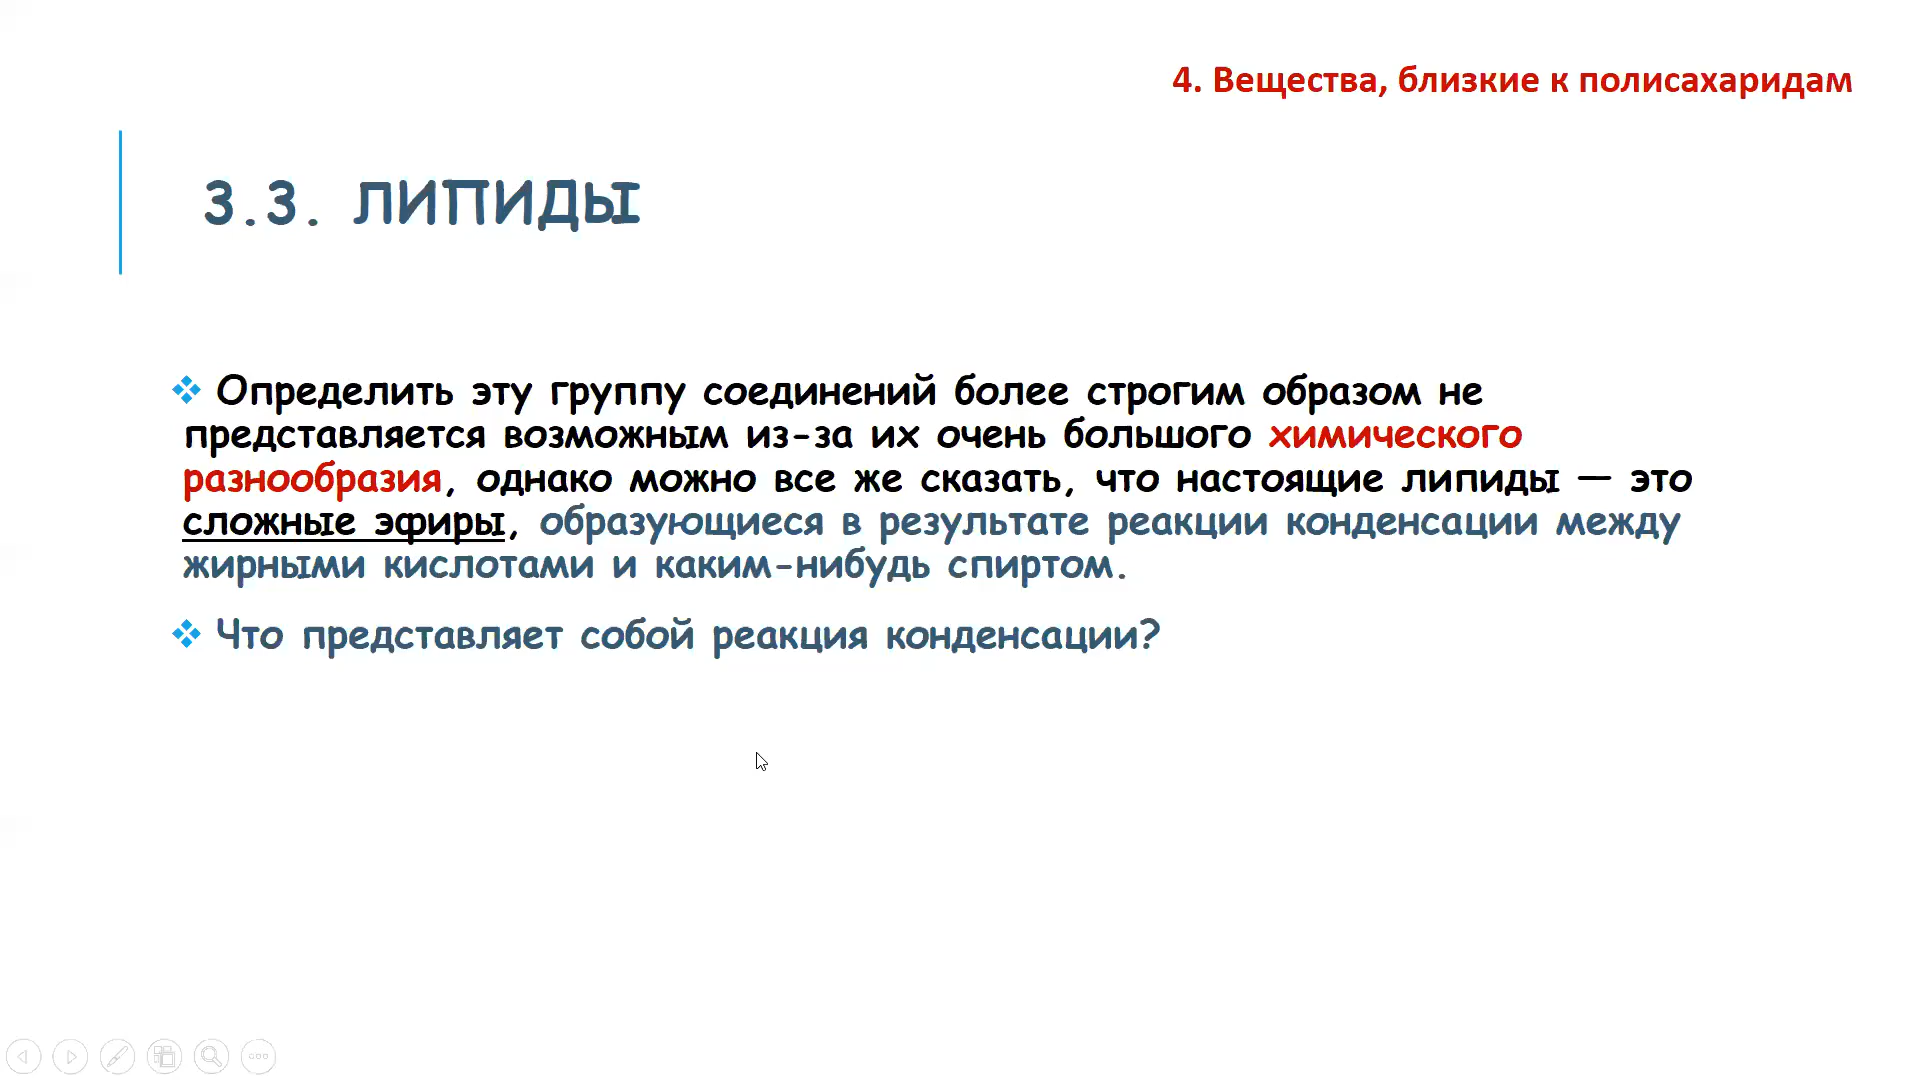 4. Вещества, близкие к полисахаридам
3.3. ЛИПИДЫ
Определить эту группу соединений более строгим образом не
представляется возможным из-за их очень большого химического
разнообразия, однако можно все же сказать, что настоящие липиды — это
сложные эфиры, образующиеся в результате реакции конденсации между
жирными кислотами и каким-нибудь спиртом.
Что представляет собой реакция конденсации?